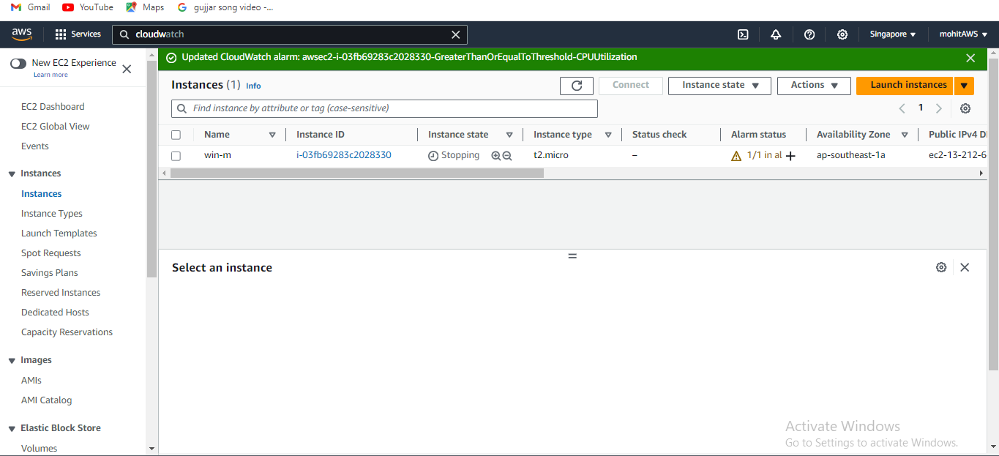 Gmail YouTube Maps gujjar song video -...
aws Services cloudwatch Singapore mohitAWS
New EC2 Experience
Learn more
EC2 Dashboard
EC2 Global View
Events
Instances
Instances
Instance Types
Launch Templates
Spot Requests
Savings Plans
Reserved Instances
Dedicated Hosts
Capacity Reservations
Images
AMIs
AMI Catalog
Elastic Block Store
Volumes
Updated CloudWatch alarm: awsec2-i-03fb69283c2028330-GreaterThanOrEqualToThreshold-CPUUtilization
Instances (1) Info Connect Instance state Actions Launch instances
Find instance by attribute or tag (case-sensitive) 1
Name Instance ID Instance state Instance type Status check Alarm status Availability Zone Public IPv4 D
win-m i-03fb69283c2028330 Stopping t2.micro – 1/1 in al + ap-southeast-1a ec2-13-212-6
Select an instance
Activate Windows
Go to Settings to activate Windows.